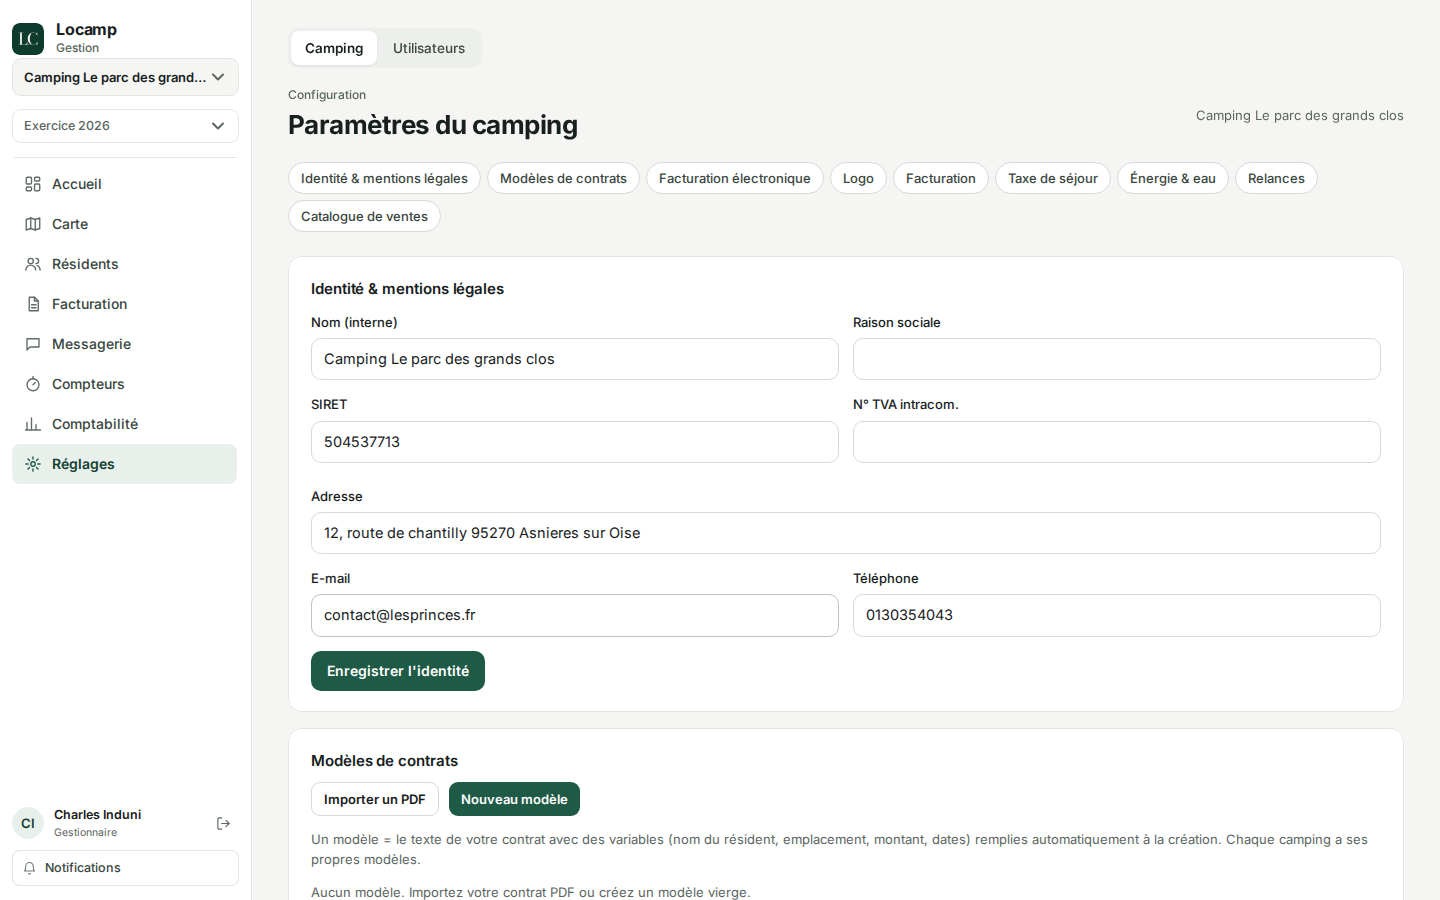 LC
Locamp
Gestion
Camping Le parc des grand...
Exercice 2026
Accueil
Carte
Résidents
Facturation
Messagerie
Compteurs
Comptabilité
Réglages
CI
Charles Induni
Gestionnaire
Notifications
Camping
Utilisateurs
Configuration
Paramètres du camping
Camping Le parc des grands clos
Identité & mentions légales
Modèles de contrats
Facturation électronique
Logo
Facturation
Taxe de séjour
Énergie & eau
Relances
Catalogue de ventes
Identité & mentions légales
Nom (interne)
Raison sociale
Camping Le parc des grands clos
SIRET
N° TVA intracom.
504537713
Adresse
12, route de chantilly 95270 Asnieres sur Oise
E-mail
Téléphone
contact@lesprinces.fr
0130354043
Enregistrer l'identité
Modèles de contrats
Importer un PDF
Nouveau modèle
Un modèle = le texte de votre contrat avec des variables (nom du résident, emplacement, montant, dates) remplies automatiquement à la création. Chaque camping a ses
propres modèles.
Aucun modèle. Importez votre contrat PDF ou créez un modèle vierge.